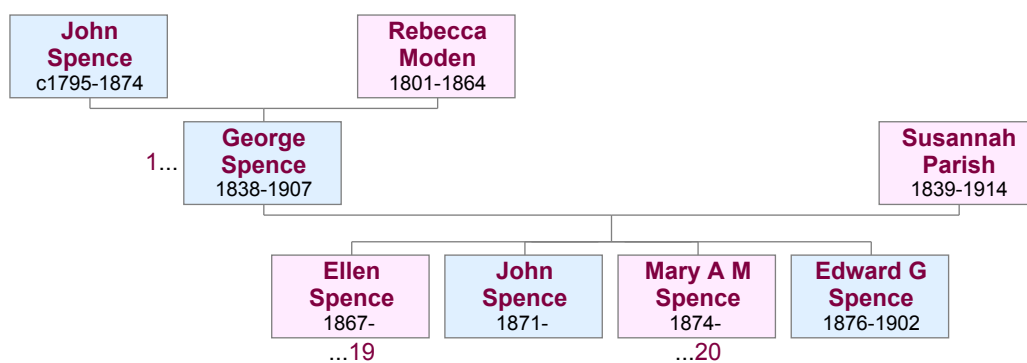 John
Spence
c1795-1874
Rebecca
Moden
1801-1864
1...
George
Spence
1838-1907
Susannah
Parish
1839-1914
Ellen
Spence
1867-
...19
John
Spence
1871-
Mary A M
Spence
1874-
...20
Edward G
Spence
1876-1902